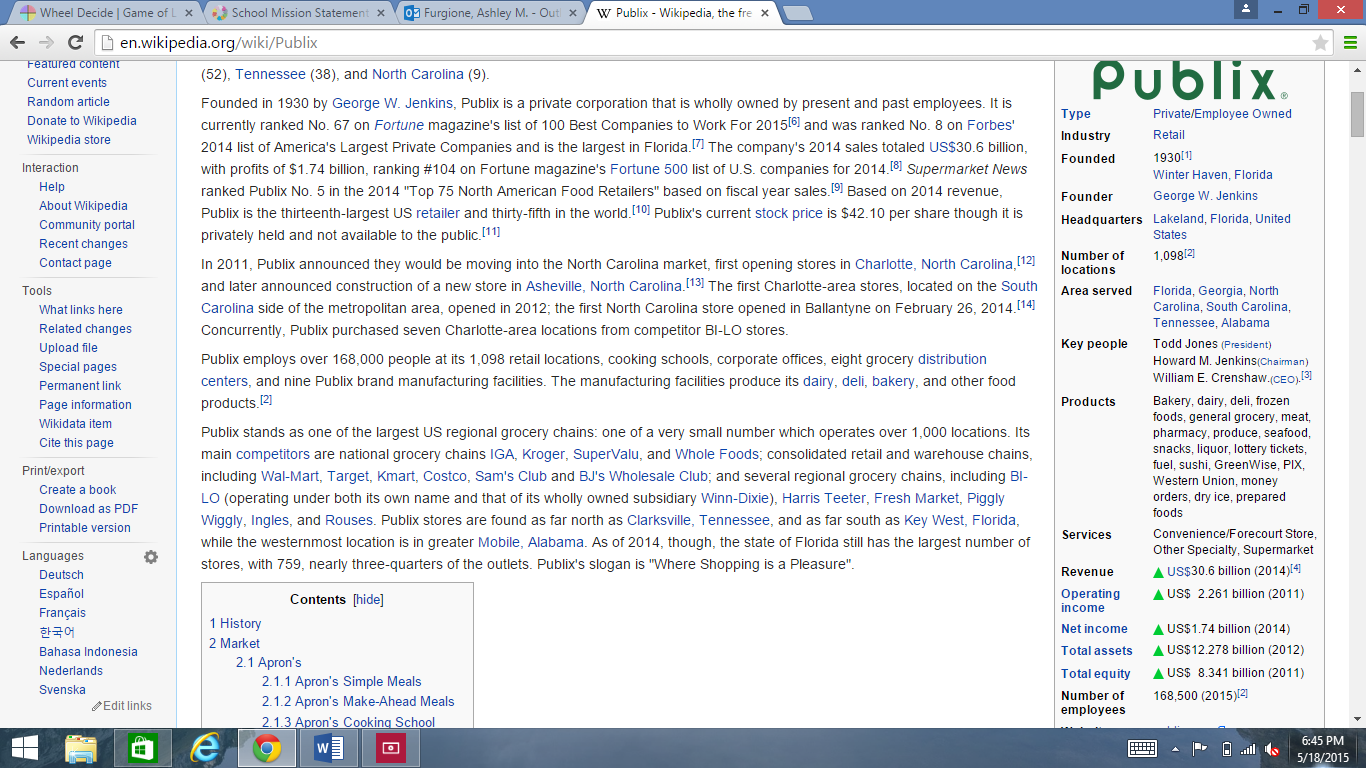 Wheel Decide | Game of L
School Mission Statement
Furgione, Ashley M. - Outl
Publix - Wikipedia, the fre
en.wikipedia.org/wiki/Publix
Featured content
Current events
Random article
Donate to Wikipedia
Wikipedia store
Interaction
Help
About Wikipedia
Community portal
Recent changes
Contact page
Tools
What links here
Related changes
Upload file
Special pages
Permanent link
Page information
Wikidata item
Cite this page
Print/export
Create a book
Download as PDF
Printable version
Languages
Deutsch
Español
Français
한국어
Bahasa Indonesia
Nederlands
Svenska
Edit links
(52), Tennessee (38), and North Carolina (9).
Founded in 1930 by George W. Jenkins, Publix is a private corporation that is wholly owned by present and past employees. It is
currently ranked No. 67 on Fortune magazine's list of 100 Best Companies to Work For 2015[6] and was ranked No. 8 on Forbes'
2014 list of America's Largest Private Companies and is the largest in Florida.[7] The company's 2014 sales totaled US$30.6 billion,
with profits of $1.74 billion, ranking #104 on Fortune magazine's Fortune 500 list of U.S. companies for 2014.[8] Supermarket News
ranked Publix No. 5 in the 2014 "Top 75 North American Food Retailers" based on fiscal year sales.[9] Based on 2014 revenue,
Publix is the thirteenth-largest US retailer and thirty-fifth in the world.[10] Publix's current stock price is $42.10 per share though it is
privately held and not available to the public.[11]
In 2011, Publix announced they would be moving into the North Carolina market, first opening stores in Charlotte, North Carolina,[12]
and later announced construction of a new store in Asheville, North Carolina.[13] The first Charlotte-area stores, located on the South
Carolina side of the metropolitan area, opened in 2012; the first North Carolina store opened in Ballantyne on February 26, 2014.[14]
Concurrently, Publix purchased seven Charlotte-area locations from competitor BI-LO stores.
Publix employs over 168,000 people at its 1,098 retail locations, cooking schools, corporate offices, eight grocery distribution
centers, and nine Publix brand manufacturing facilities. The manufacturing facilities produce its dairy, deli, bakery, and other food
products.[2]
Publix stands as one of the largest US regional grocery chains: one of a very small number which operates over 1,000 locations. Its
main competitors are national grocery chains IGA, Kroger, SuperValu, and Whole Foods; consolidated retail and warehouse chains,
including Wal-Mart, Target, Kmart, Costco, Sam's Club and BJ's Wholesale Club; and several regional grocery chains, including BI-
LO (operating under both its own name and that of its wholly owned subsidiary Winn-Dixie), Harris Teeter, Fresh Market, Piggly
Wiggly, Ingles, and Rouses. Publix stores are found as far north as Clarksville, Tennessee, and as far south as Key West, Florida,
while the westernmost location is in greater Mobile, Alabama. As of 2014, though, the state of Florida still has the largest number of
stores, with 759, nearly three-quarters of the outlets. Publix's slogan is "Where Shopping is a Pleasure".
Contents [hide]
1 History
2 Market
2.1 Apron's
2.1.1 Apron's Simple Meals
2.1.2 Apron's Make-Ahead Meals
2.1.3 Apron's Cooking School
Publix®
Type Private/Employee Owned
Industry Retail
Founded 1930[1]
Winter Haven, Florida
Founder George W. Jenkins
Headquarters Lakeland, Florida, United
States
Number of locations 1,098[2]
Area served Florida, Georgia, North
Carolina, South Carolina,
Tennessee, Alabama
Key people Todd Jones (President)
Howard M. Jenkins(Chairman)
William E. Crenshaw.(CEO).[3]
Products Bakery, dairy, deli, frozen
foods, general grocery, meat,
pharmacy, produce, seafood,
snacks, liquor, lottery tickets,
fuel, sushi, GreenWise, PIX,
Western Union, money
orders, dry ice, prepared
foods
Services Convenience/Forecourt Store,
Other Specialty, Supermarket
Revenue ▲ US$30.6 billion (2014)[4]
Operating income ▲ US$ 2.261 billion (2011)
Net income ▲ US$1.74 billion (2014)
Total assets ▲ US$12.278 billion (2012)
Total equity ▲ US$ 8.341 billion (2011)
Number of employees 168,500 (2015)[2]
6:45 PM
5/18/2015